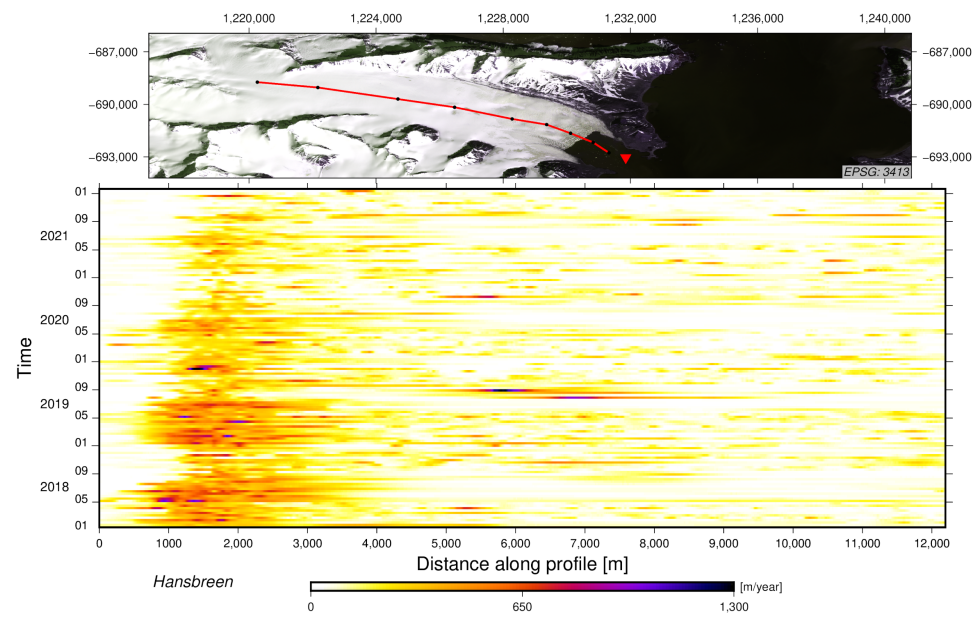 1,220,000 1,224,000 1,228,000 1,232,000 1,236,000 1,240,000
−687,000 −687,000
−690,000 −690,000
−693,000 −693,000
EPSG: 3413
01
09
2021
05
01
09
2020
05
01
09
2019
05
01
09
2018
05
01
Time
0 1,000 2,000 3,000 4,000 5,000 6,000 7,000 8,000 9,000 10,000 11,000 12,000
Distance along profile [m]
Hansbreen
[m/year]
0 650 1,300